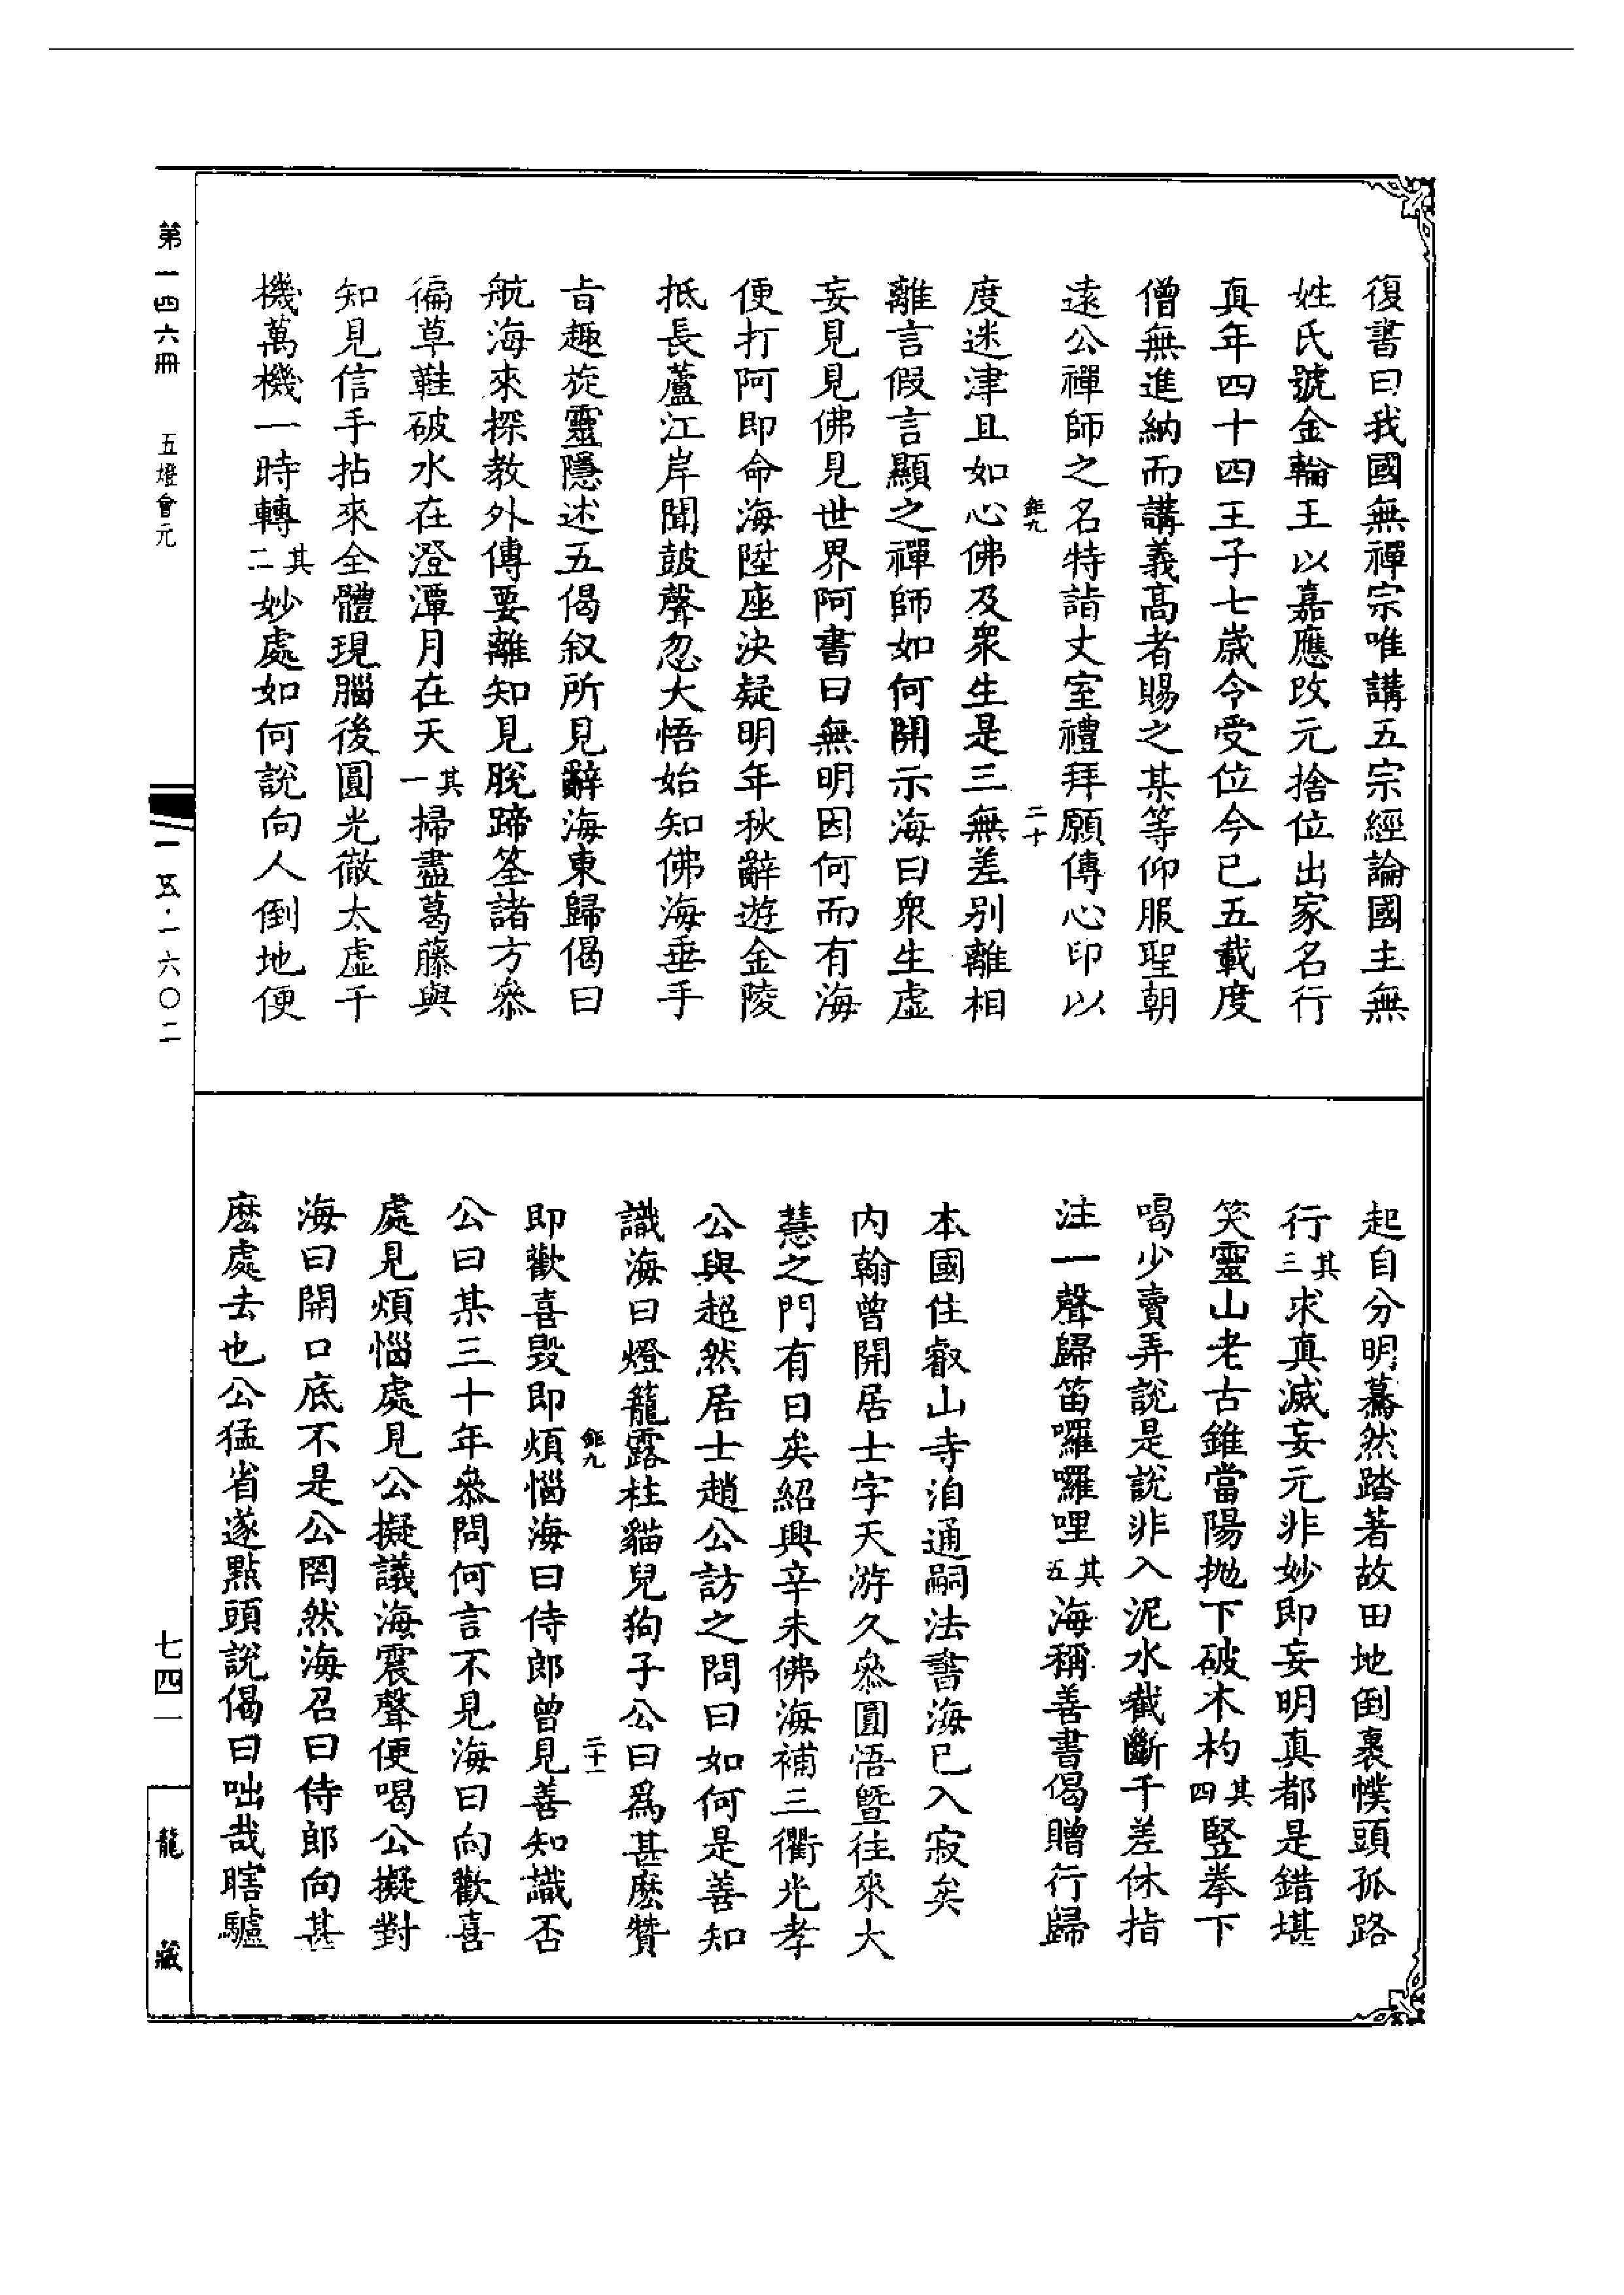 復書曰我國無禪宗唯講五宗經論國主無
姓氏號金輪王以嘉應改元捨位出家名行
真年四十四王子七歲令受位今已五載度
僧無進納而講義高者賜之某等仰服聖朝
遠公禪師之名特詣丈室禮拜願傳心印以
鉅九 二十
度迷津且如心佛及衆生是三無差别離相
離言假言顯之禪師如何開示海曰衆生虛
妄見見佛見世界阿書曰無明因何而有海
便打阿即命海陞座決疑明年秋辭遊金陵
抵長蘆江岸聞鼓聲忽大悟始知佛海垂手
旨趣旋靈隱述五偈叙所見辭海東歸偈曰
航海來探教外傳要離知見脫蹄筌諸方叅
徧草鞋破水在澄潭月在天其一掃盡葛藤與
知見信手拈來全體現腦後圓光徹太虛千
機萬機一時轉其二妙處如何說向人倒地便
起自分明驀然踏著故田地倒裹幞頭孤路
行其三求真滅妄元非妙即妄明真都是錯堪
笑靈山老古錐當陽拋下破木杓其四豎拳下
喝少賣弄說是說非入泥水截斷千差休指
注一聲歸笛囉囉哩其五海稱善書偈贈行歸
本國住叡山寺洎通嗣法書海已入寂矣
内翰曾開居士字天游久叅圓悟暨往來大
慧之門有日矣紹興辛未佛海補三衢光孝
公與超然居士趙公訪之問曰如何是善知
識海曰燈籠露柱貓兒狗子公曰爲甚麽贊
鉅九 二十一
即歡喜毀即煩惱海曰侍郎曾見善知識否
公曰某三十年叅問何言不見海曰向歡喜
處見煩惱處見公擬議海震聲便喝公擬對
海曰開口底不是公罔然海召曰侍郎向甚
麽處去也公猛省遂點頭說偈曰咄哉瞎驢
第一四六冊 五燈會元
一五·一六〇二
七四一
龍藏